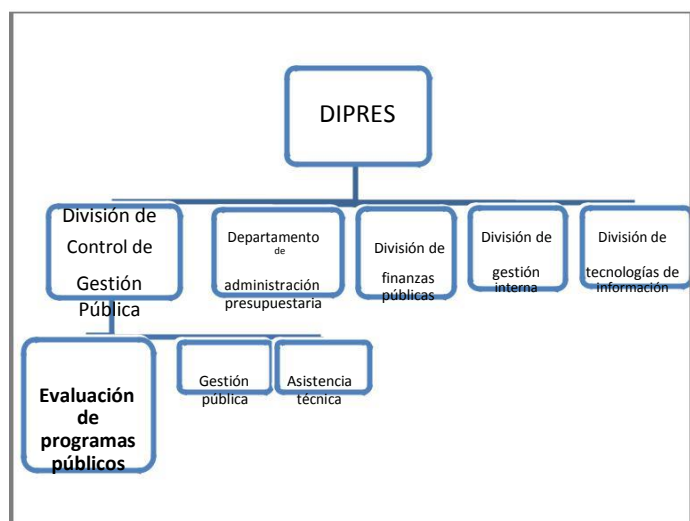 DIPRES
División de
Control de
Gestión
Pública
Departamento
de
administración
presupuestaria
División de
finanzas
públicas
División de
gestión
interna
División de
tecnologías de
información
Evaluación
de
programas
públicos
Gestión
pública
Asistencia
técnica